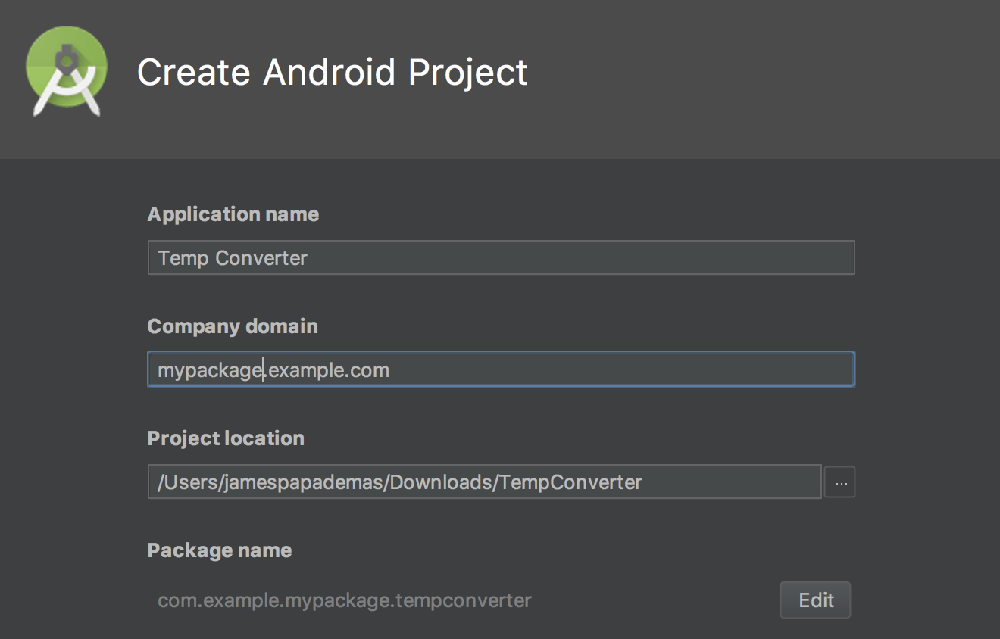 Create Android Project
Application name
Temp Converter
Company domain
mypackage.example.com
Project location
/Users/jamespapademas/Downloads/TempConverter
...
Package name
com.example.mypackage.tempconverter
Edit